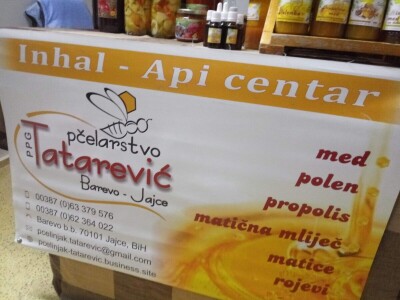 Inhal - Api centar
PPG
pčelarstvo
Tatarević
Barevo - Jajce
00387 (0)63 379 576
00387 (0)62 364 022
Barevo b.b. 70101 Jajce, BiH
pcelinjak.tatarevic@gmail.com
pcelinjak-tatarevic.business.site
med
polen
propolis
matična mliječ
matice
rojevi